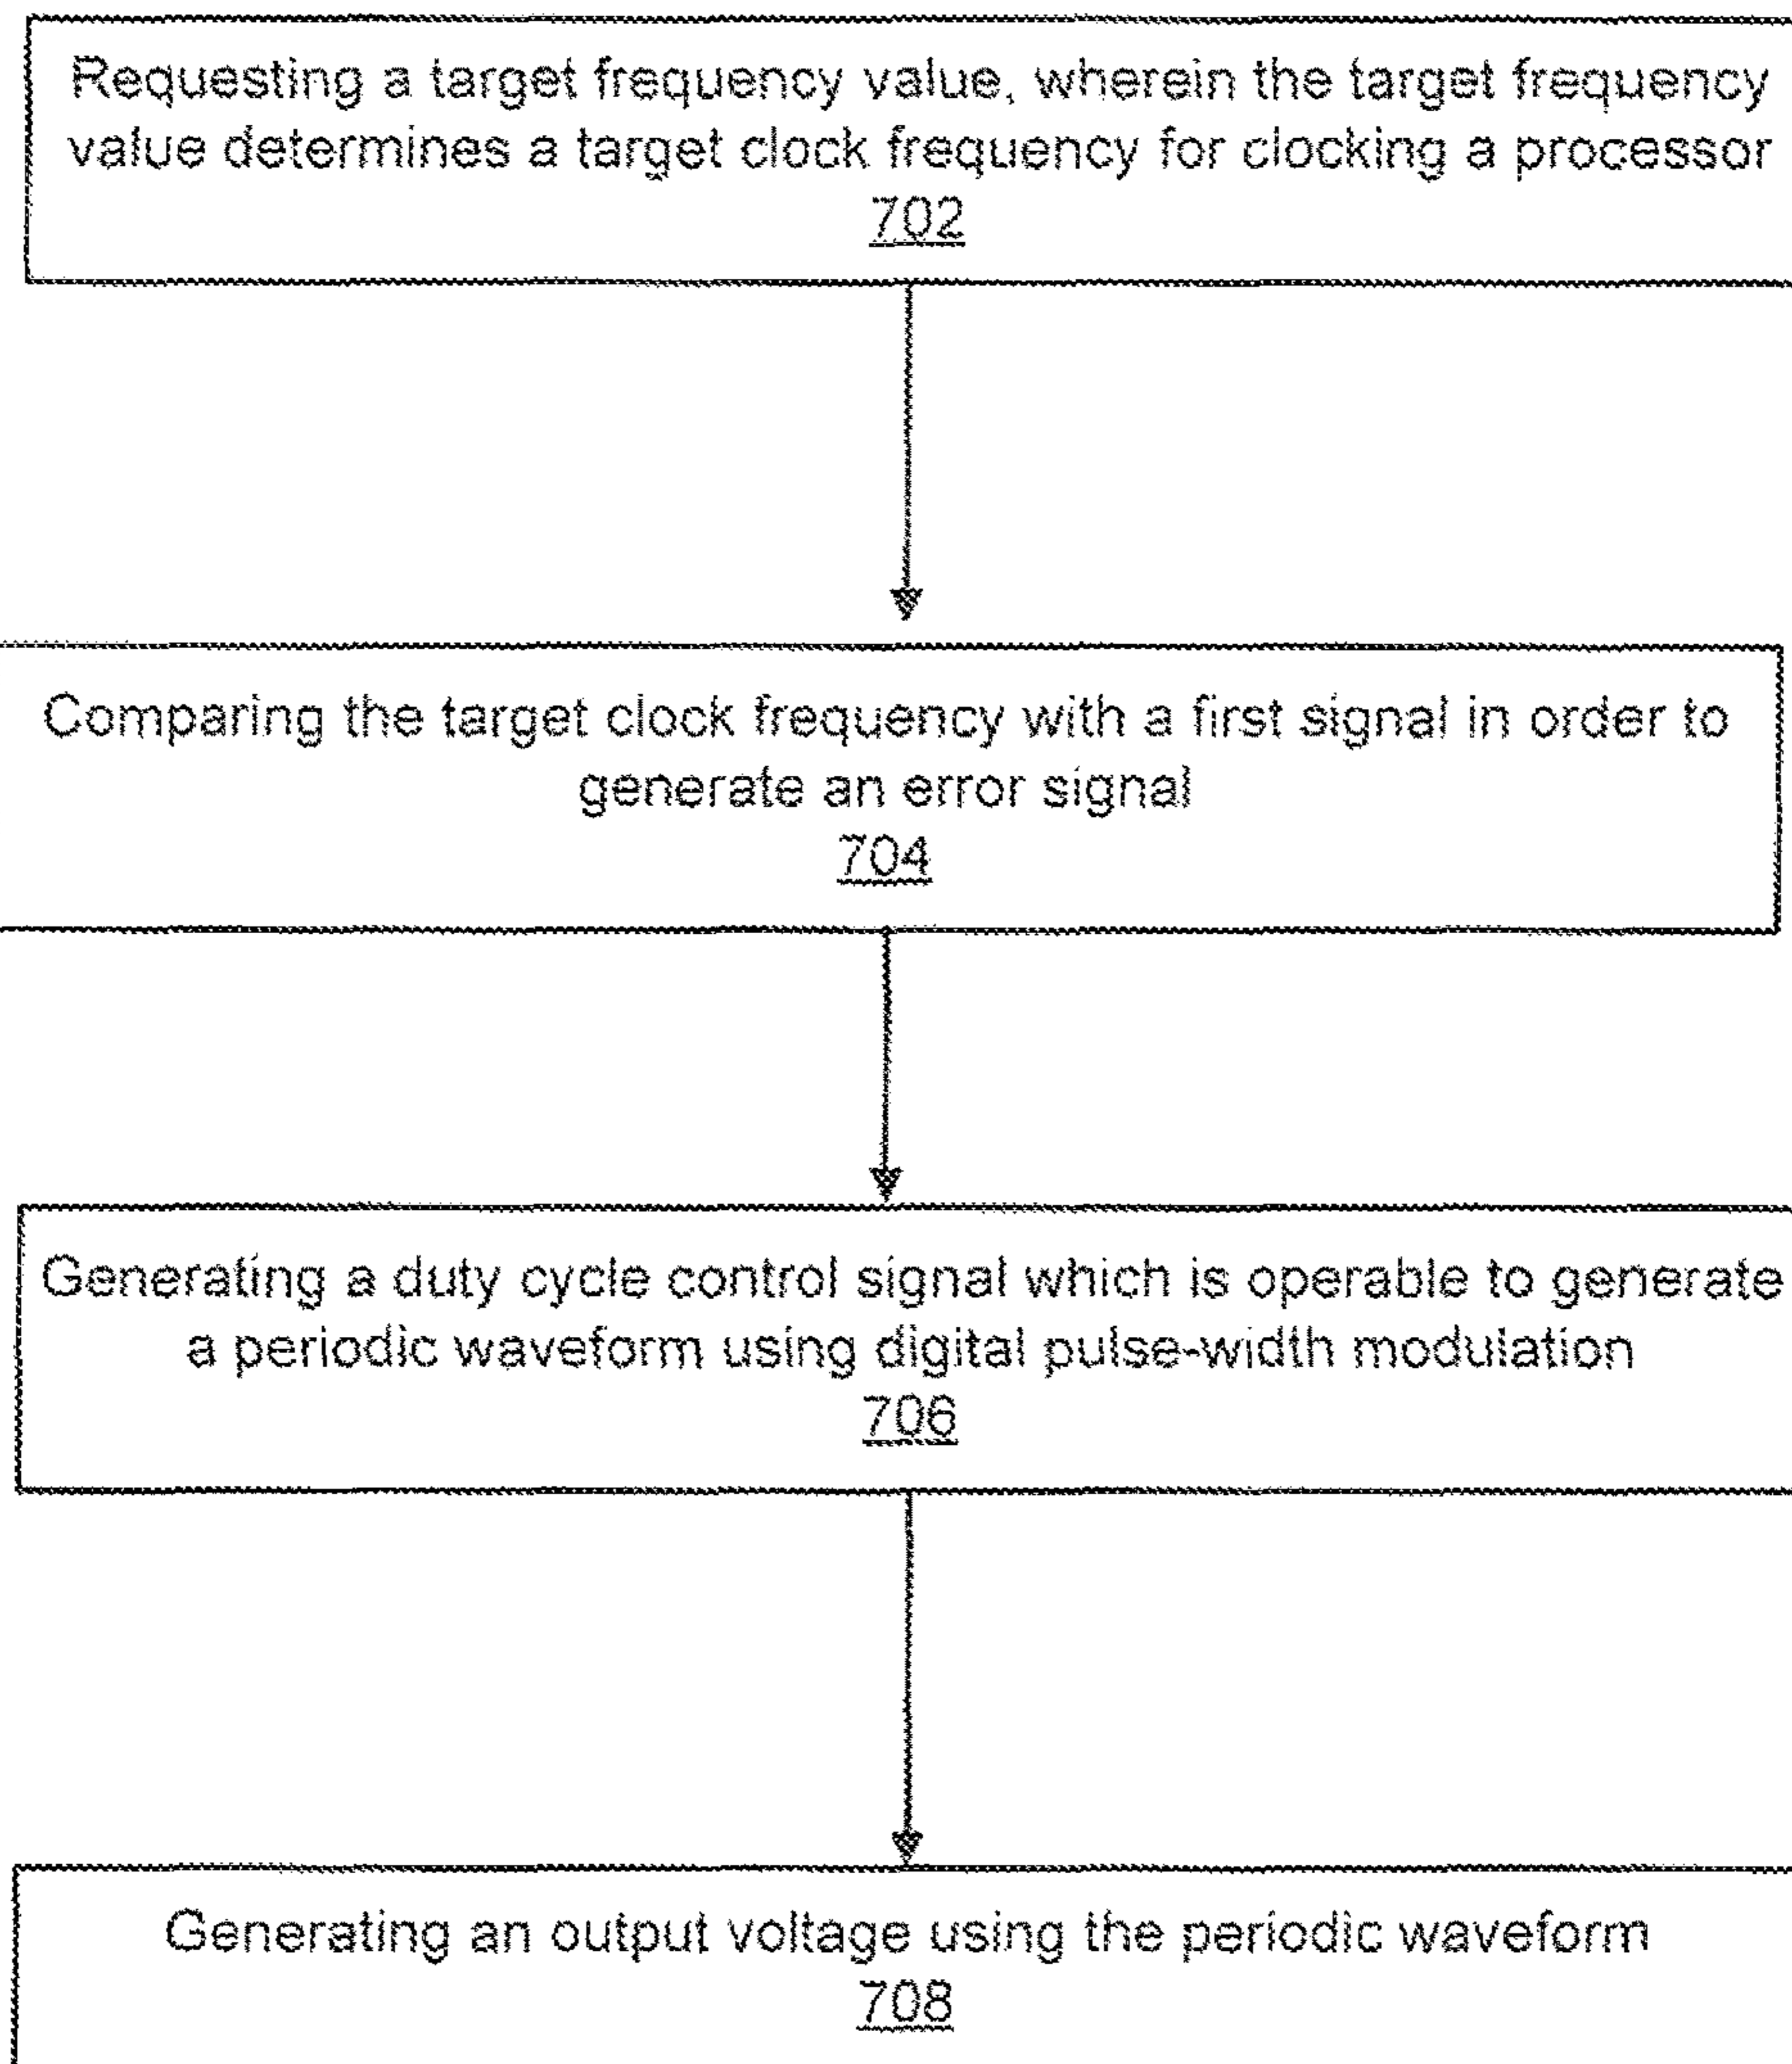 Requesting a target frequency value, wherein the target frequency
value determines a target clock frequency for clocking a processor
702
Comparing the target clock frequency with a first signal in order to
generate an error signal
704
Generating a duty cycle control signal which is operable to generate
a periodic waveform using digital pulse-width modulation
706
Generating an output voltage using the periodic waveform
708